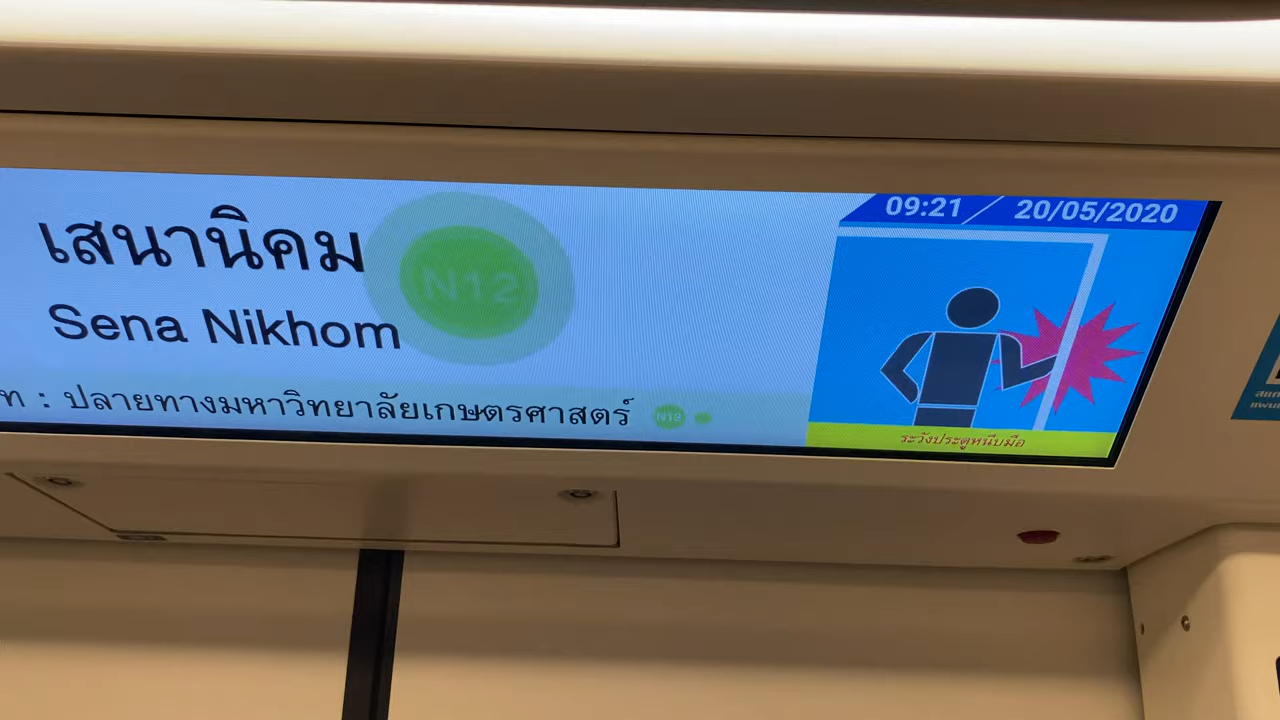 09:21 / 20/05/2020
เสนานิคม
N12
Sena Nikhom
ท : ปลายทางมหาวิทยาลัยเกษตรศาสตร์
ระวังประตูหนีบมือ